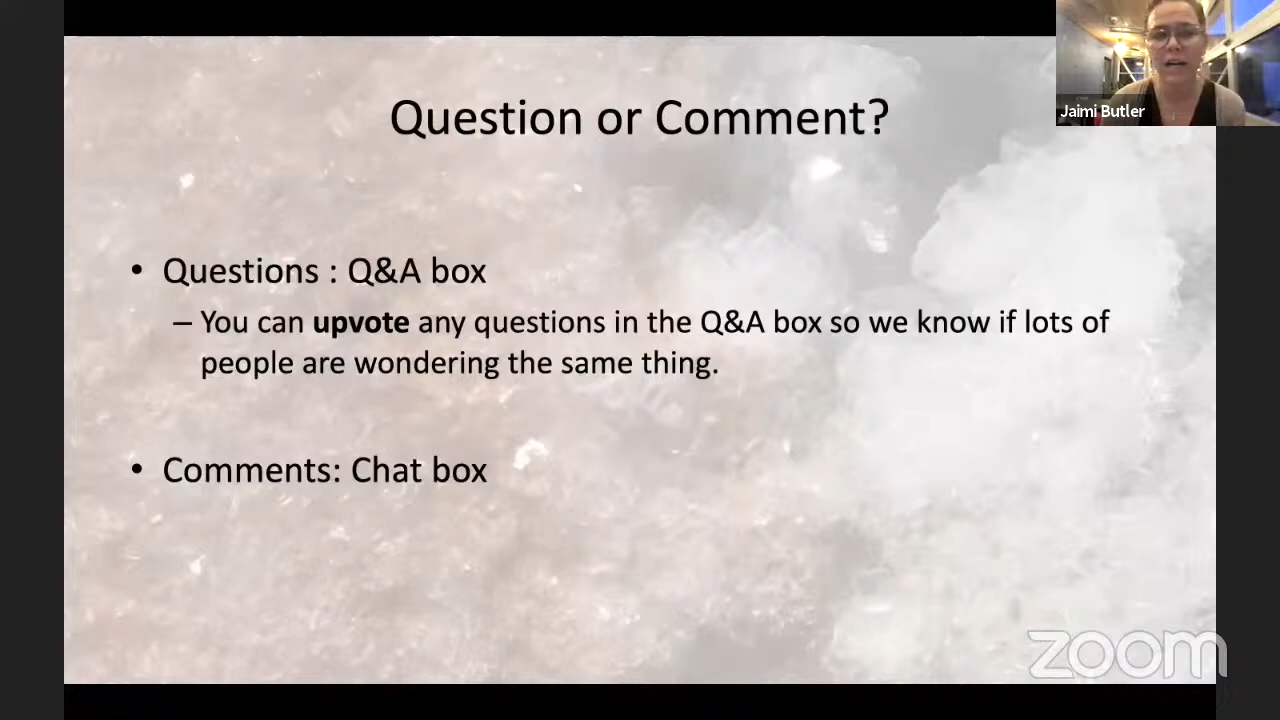 Jaimi Butler
Question or Comment?
• Questions : Q&A box
– You can upvote any questions in the Q&A box so we know if lots of
people are wondering the same thing.
• Comments: Chat box
zoom